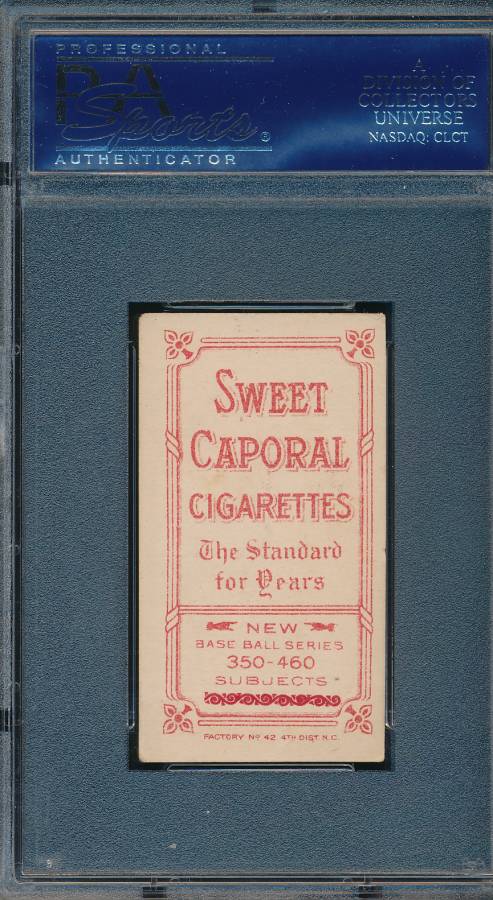 PROFESSIONAL
PSA
Sports®
AUTHENTICATOR
A
DIVISION OF
COLLECTORS
UNIVERSE
NASDAQ: CLCT
SWEET
CAPORAL
CIGARETTES
The Standard
for Years
NEW
BASE BALL SERIES
350-460
SUBJECTS
FACTORY Nº 42 4TH DIST. N.C.